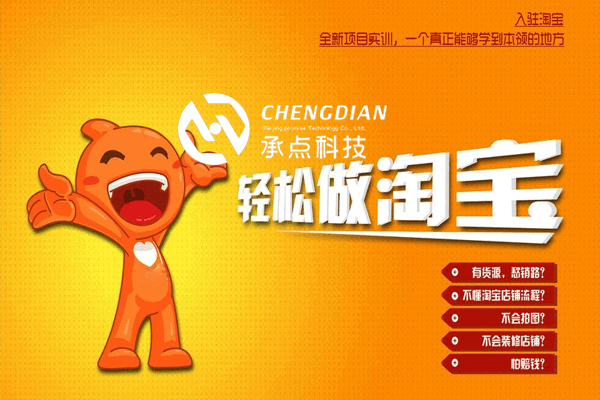 入驻淘宝
全新项目实训，一个真正能够学到本领的地方
CHENGDIAN
Technology Co., Ltd.
承点科技
轻松做淘宝
有货源，愁销路？
不懂淘宝店铺流程？
不会拍图？
不会装修店铺？
怕赔钱？